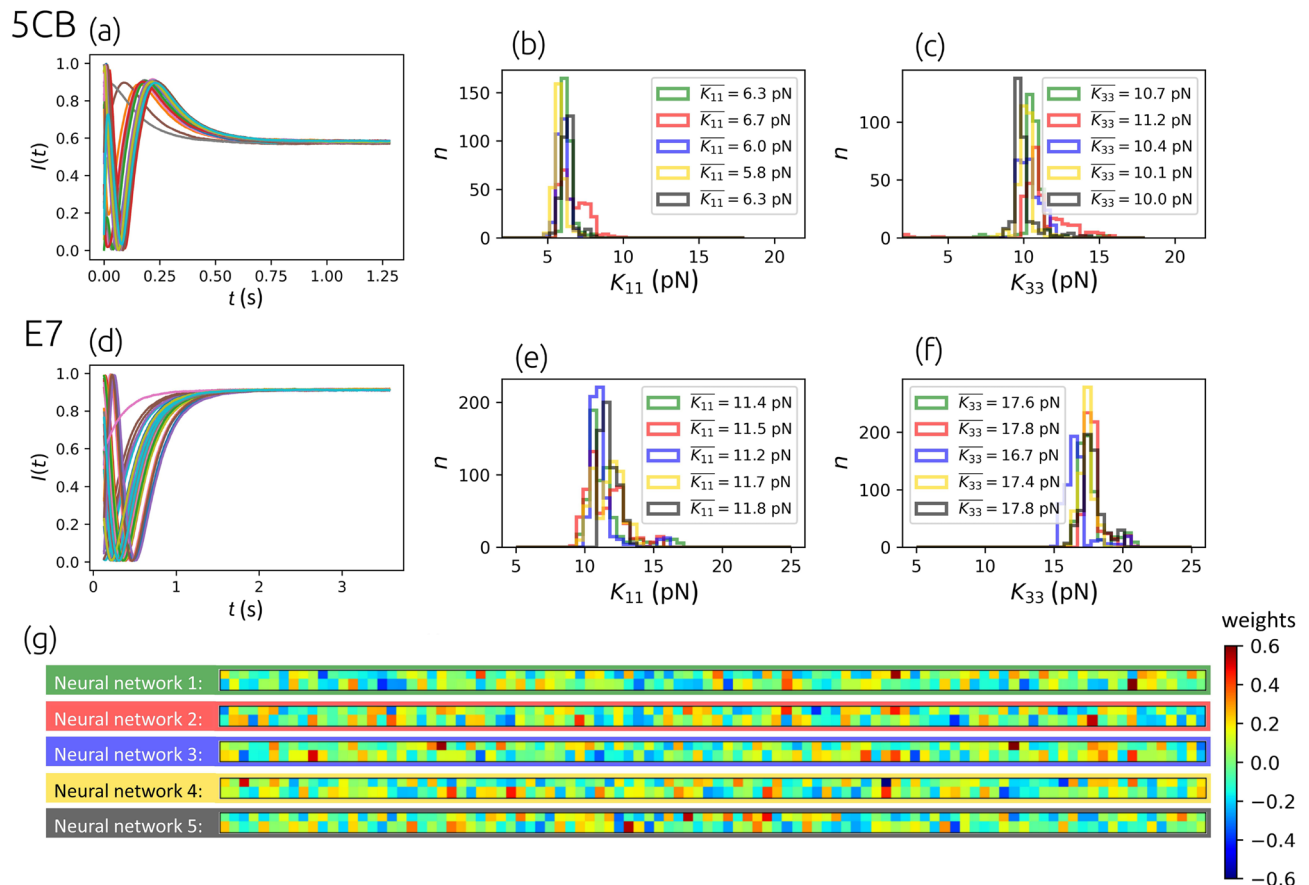 5CB
(a)
1.0
0.8
0.6
0.4
0.2
0.0
I(t)
0.00 0.25 0.50 0.75 1.00 1.25
t (s)
(b)
150
100
50
0
n
5 10 15 20
K₁₁ (pN)
K̅₁₁ = 6.3 pN
K̅₁₁ = 6.7 pN
K̅₁₁ = 6.0 pN
K̅₁₁ = 5.8 pN
K̅₁₁ = 6.3 pN
(c)
100
50
0
n
5 10 15 20
K₃₃ (pN)
K̅₃₃ = 10.7 pN
K̅₃₃ = 11.2 pN
K̅₃₃ = 10.4 pN
K̅₃₃ = 10.1 pN
K̅₃₃ = 10.0 pN
E7
(d)
1.0
0.8
0.6
0.4
0.2
0.0
I(t)
0 1 2 3
t (s)
(e)
200
100
0
n
5 10 15 20 25
K₁₁ (pN)
K̅₁₁ = 11.4 pN
K̅₁₁ = 11.5 pN
K̅₁₁ = 11.2 pN
K̅₁₁ = 11.7 pN
K̅₁₁ = 11.8 pN
(f)
200
100
0
n
5 10 15 20 25
K₃₃ (pN)
K̅₃₃ = 17.6 pN
K̅₃₃ = 17.8 pN
K̅₃₃ = 16.7 pN
K̅₃₃ = 17.4 pN
K̅₃₃ = 17.8 pN
(g)
Neural network 1:
Neural network 2:
Neural network 3:
Neural network 4:
Neural network 5:
weights
0.6
0.4
0.2
0.0
−0.2
−0.4
−0.6